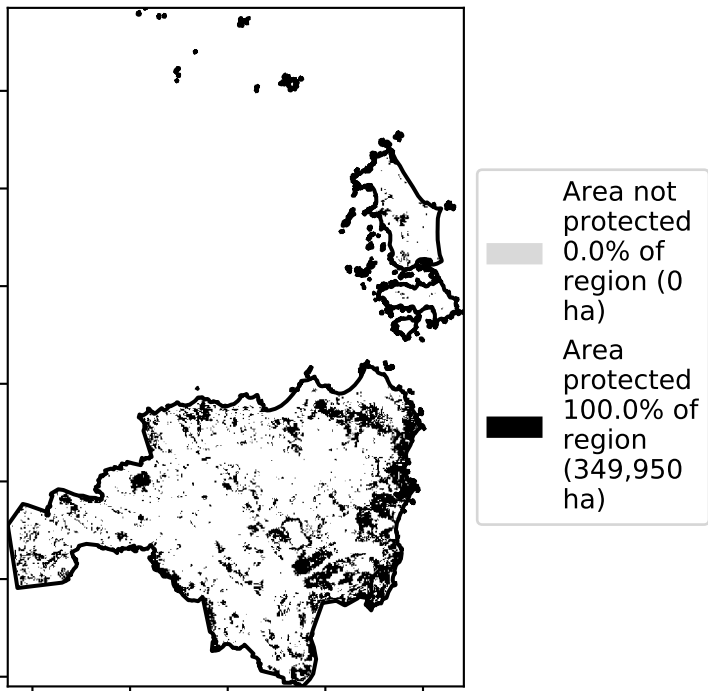 Area not
protected
0.0% of
region (0
ha)
Area
protected
100.0% of
region
(349,950
ha)